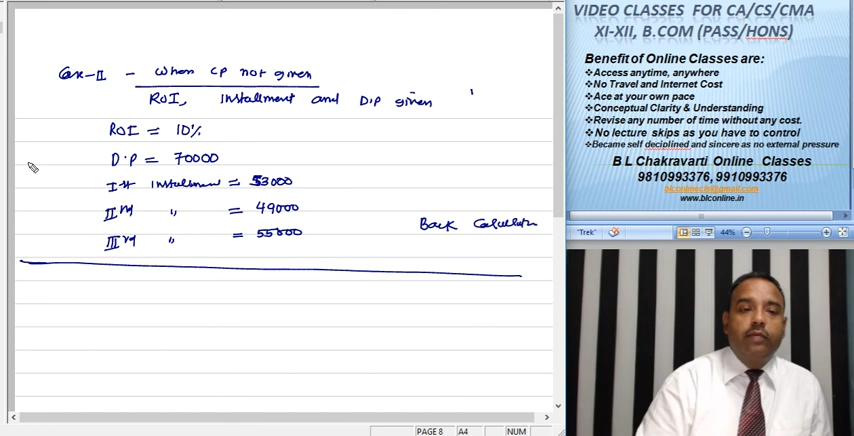 Case-II - When CP not given
ROI, Installment and D.P given
ROI = 10%
D.P = 70000
Ist installment = 53000
IInd " = 49000
IIIrd " = 55000
Back Calculation
PAGE 8 A4 NUM
VIDEO CLASSES FOR CA/CS/CMA
XI-XII, B.COM (PASS/HONS)
Benefit of Online Classes are:
❖Access anytime, anywhere
❖No Travel and Internet Cost
❖Ace at your own pace
❖Conceptual Clarity & Understanding
❖Revise any number of time without any cost.
❖No lecture skips as you have to control
❖Became self deciplined and sincere as no external pressure
B L Chakravarti Online Classes
9810993376, 9910993376
www.blconline.in
"Trek" 44%